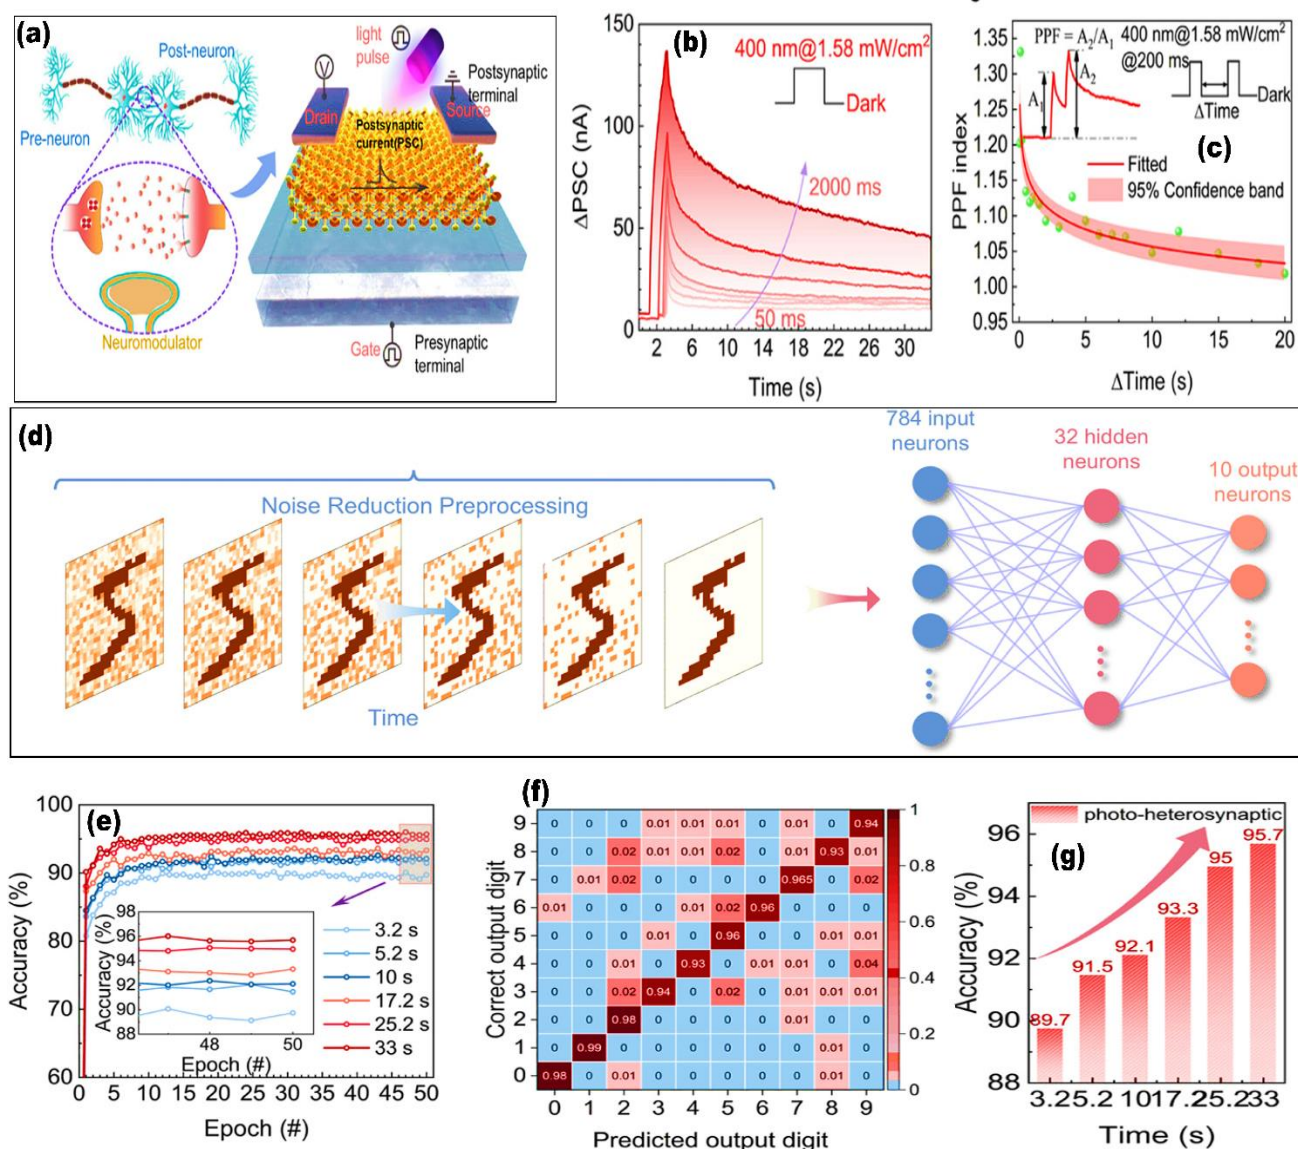 (a)
Post-neuron
Pre-neuron
Neuromodulator
light
pulse
V
Postsynaptic
terminal
Drain
Source
Postsynaptic
current(PSC)
Gate
Presynaptic
terminal
(b)
400 nm@1.58 mW/cm2
Dark
2000 ms
50 ms
ΔPSC (nA)
150
100
50
0
2 6 10 14 18 22 26 30
Time (s)
(c)
PPF = A2/A1
400 nm@1.58 mW/cm2
@200 ms
A1
A2
Dark
ΔTime
Fitted
95% Confidence band
PPF index
1.35
1.30
1.25
1.20
1.15
1.10
1.05
1.00
0.95
0 5 10 15 20
ΔTime (s)
(d)
Noise Reduction Preprocessing
Time
784 input
neurons
32 hidden
neurons
10 output
neurons
(e)
Accuracy (%)
100
90
80
70
60
0 5 10 15 20 25 30 35 40 45 50
Epoch (#)
Accuracy (%)
98
96
94
92
90
88
48 50
Epoch (#)
3.2 s
5.2 s
10 s
17.2 s
25.2 s
33 s
(f)
Correct output digit
9 0 0 0 0.01 0.01 0.01 0 0.01 0 0.94
8 0 0 0.02 0.01 0.01 0.02 0 0.01 0.93 0.01
7 0 0.01 0.02 0 0 0 0 0.965 0 0.02
6 0.01 0 0 0 0.01 0.02 0.96 0 0.01 0
5 0 0 0 0.01 0 0.96 0 0 0.01 0.01
4 0 0 0.01 0 0.93 0 0.01 0.01 0 0.04
3 0 0 0.02 0.94 0 0.02 0 0.01 0.01 0.01
2 0 0 0.98 0 0 0 0 0.01 0 0
1 0 0.99 0 0 0 0 0 0 0.01 0
0 0.98 0 0.01 0 0 0 0 0 0.01 0
0 1 2 3 4 5 6 7 8 9
Predicted output digit
1
0.8
0.6
0.4
0.2
0
(g)
photo-heterosynaptic
Accuracy (%)
96
94
92
90
88
89.7
91.5
92.1
93.3
95
95.7
3.2 5.2 10 17.2 25.2 33
Time (s)